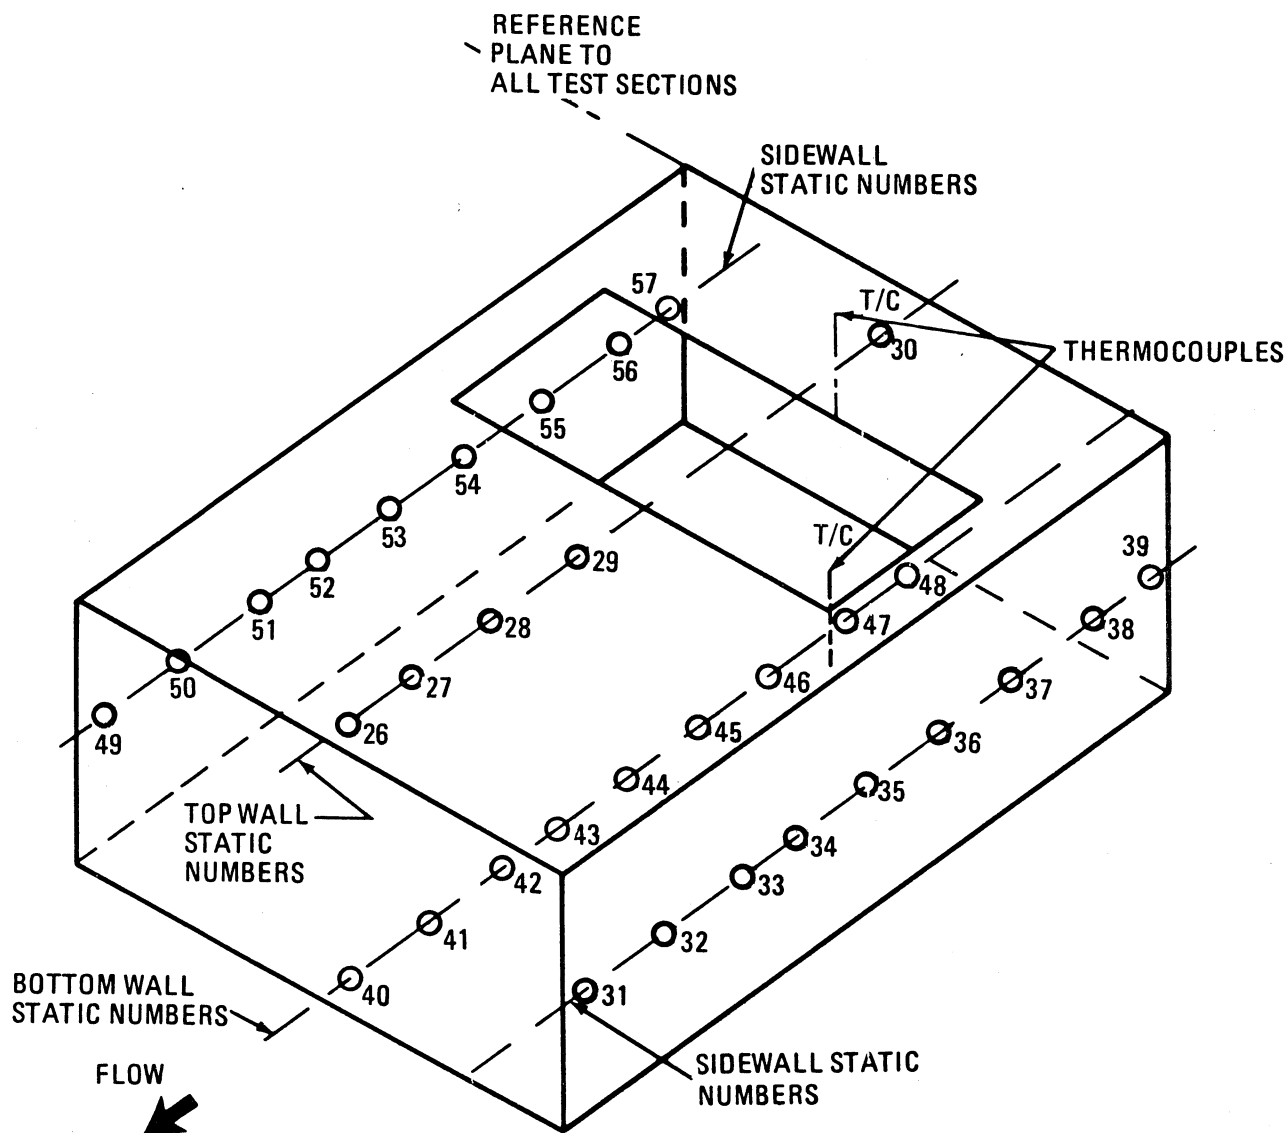 REFERENCE
PLANE TO
ALL TEST SECTIONS
SIDEWALL
STATIC NUMBERS
57
T/C
30
THERMOCOUPLES
56
55
54
53
T/C
39
29
48
52
51
28
47
38
50
27
46
37
49
26
45
36
44
35
TOP WALL
STATIC
NUMBERS
43
34
42
33
41
32
BOTTOM WALL
STATIC NUMBERS
40
31
FLOW
SIDEWALL STATIC
NUMBERS